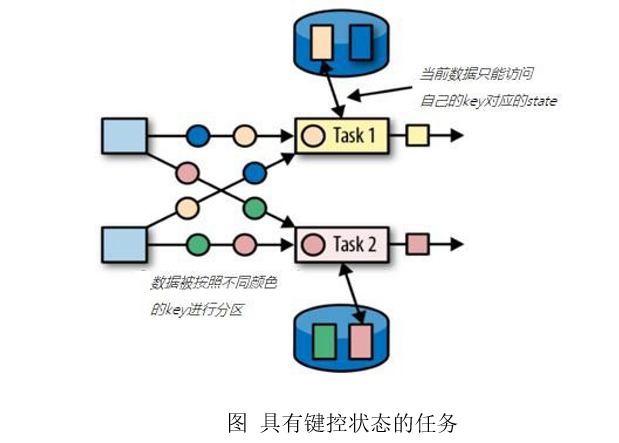 当前数据只能访问
自己的key对应的state
Task 1
Task 2
数据被按照不同颜色
的key进行分区
图 具有键控状态的任务